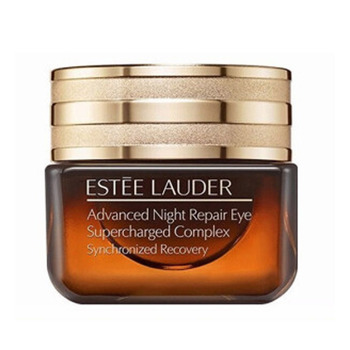 ESTĒE LAUDER
Advanced Night Repair Eye
Supercharged Complex
Synchronized Recovery